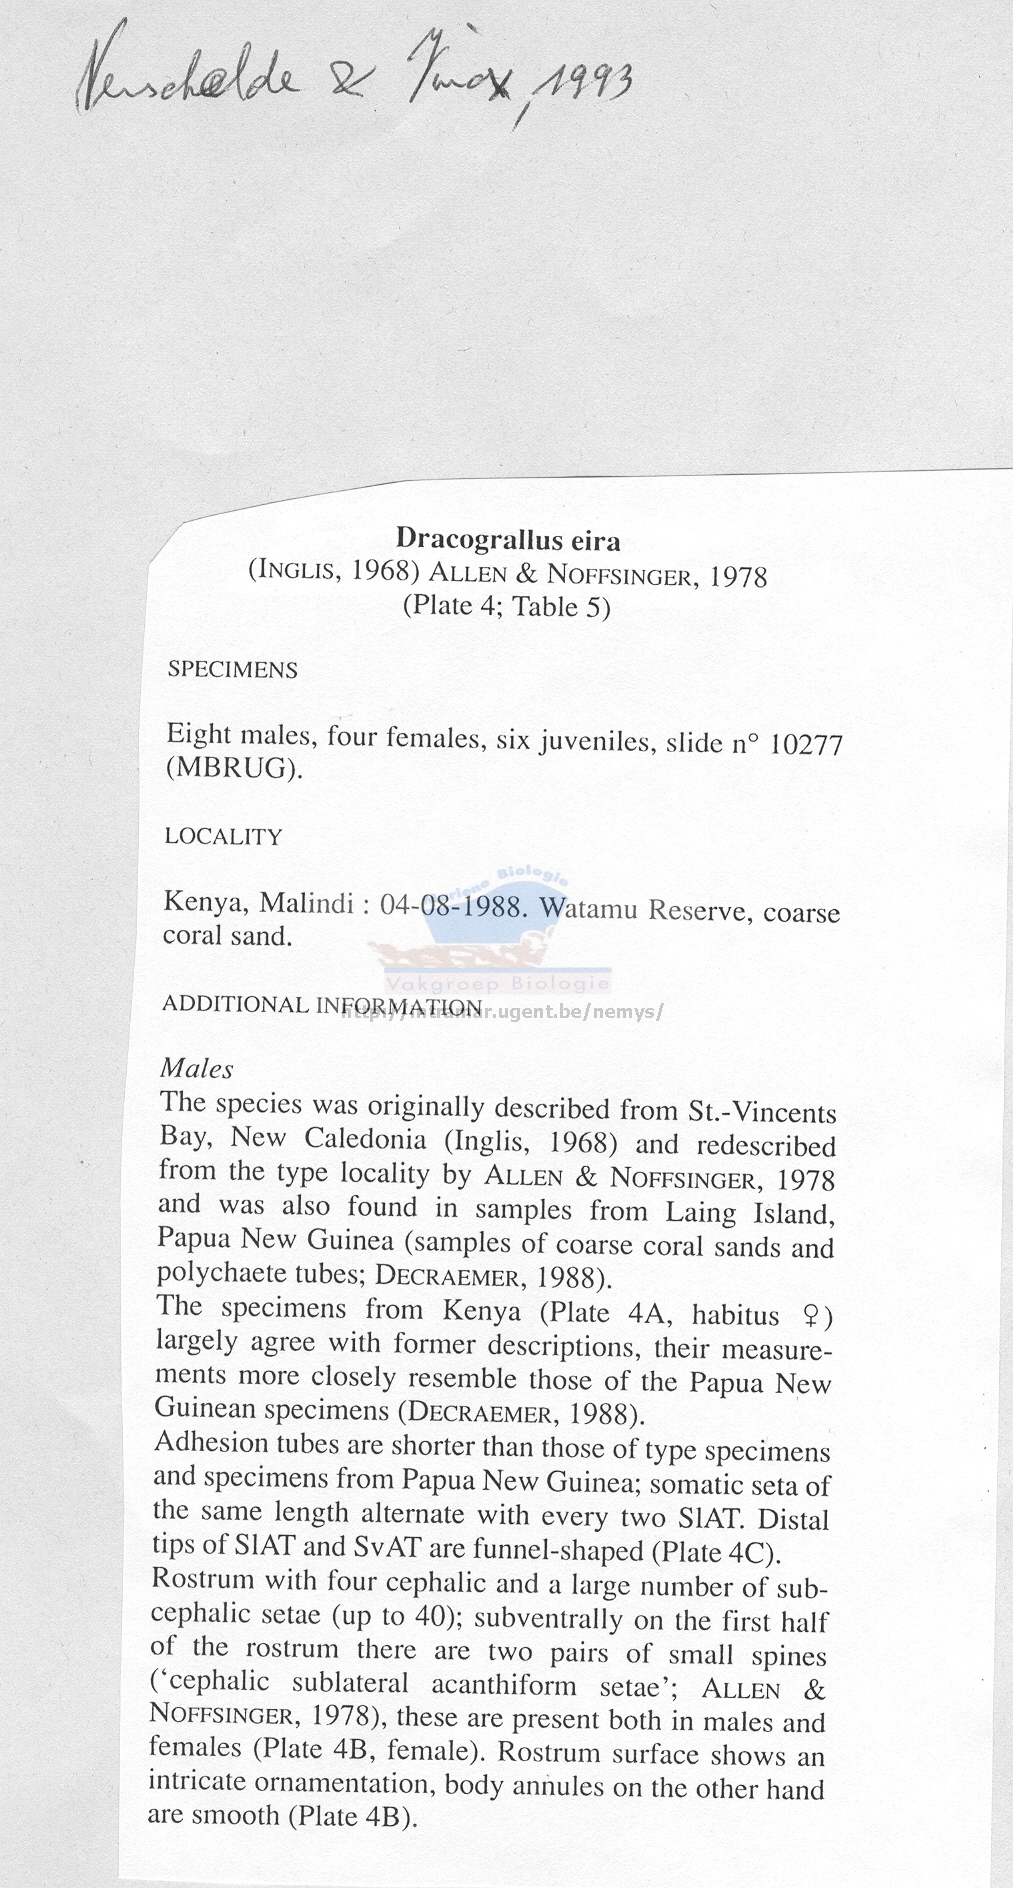 Verschelde & Vincx, 1993
Dracograllus eira
(INGLIS, 1968) ALLEN & NOFFSINGER, 1978
(Plate 4; Table 5)
SPECIMENS
Eight males, four females, six juveniles, slide n° 10277
(MBRUG).
LOCALITY
Kenya, Malindi : 04-08-1988. Watamu Reserve, coarse
coral sand.
Mariene Biologie
Vakgroep Biologie
ADDITIONAL INFORMATION
http://intramar.ugent.be/nemys/
Males
The species was originally described from St.-Vincents
Bay, New Caledonia (Inglis, 1968) and redescribed
from the type locality by ALLEN & NOFFSINGER, 1978
and was also found in samples from Laing Island,
Papua New Guinea (samples of coarse coral sands and
polychaete tubes; DECRAEMER, 1988).
The specimens from Kenya (Plate 4A, habitus ♀)
largely agree with former descriptions, their measure-
ments more closely resemble those of the Papua New
Guinean specimens (DECRAEMER, 1988).
Adhesion tubes are shorter than those of type specimens
and specimens from Papua New Guinea; somatic seta of
the same length alternate with every two SlAT. Distal
tips of SlAT and SvAT are funnel-shaped (Plate 4C).
Rostrum with four cephalic and a large number of sub-
cephalic setae (up to 40); subventrally on the first half
of the rostrum there are two pairs of small spines
(‘cephalic sublateral acanthiform setae’; ALLEN &
NOFFSINGER, 1978), these are present both in males and
females (Plate 4B, female). Rostrum surface shows an
intricate ornamentation, body annules on the other hand
are smooth (Plate 4B).